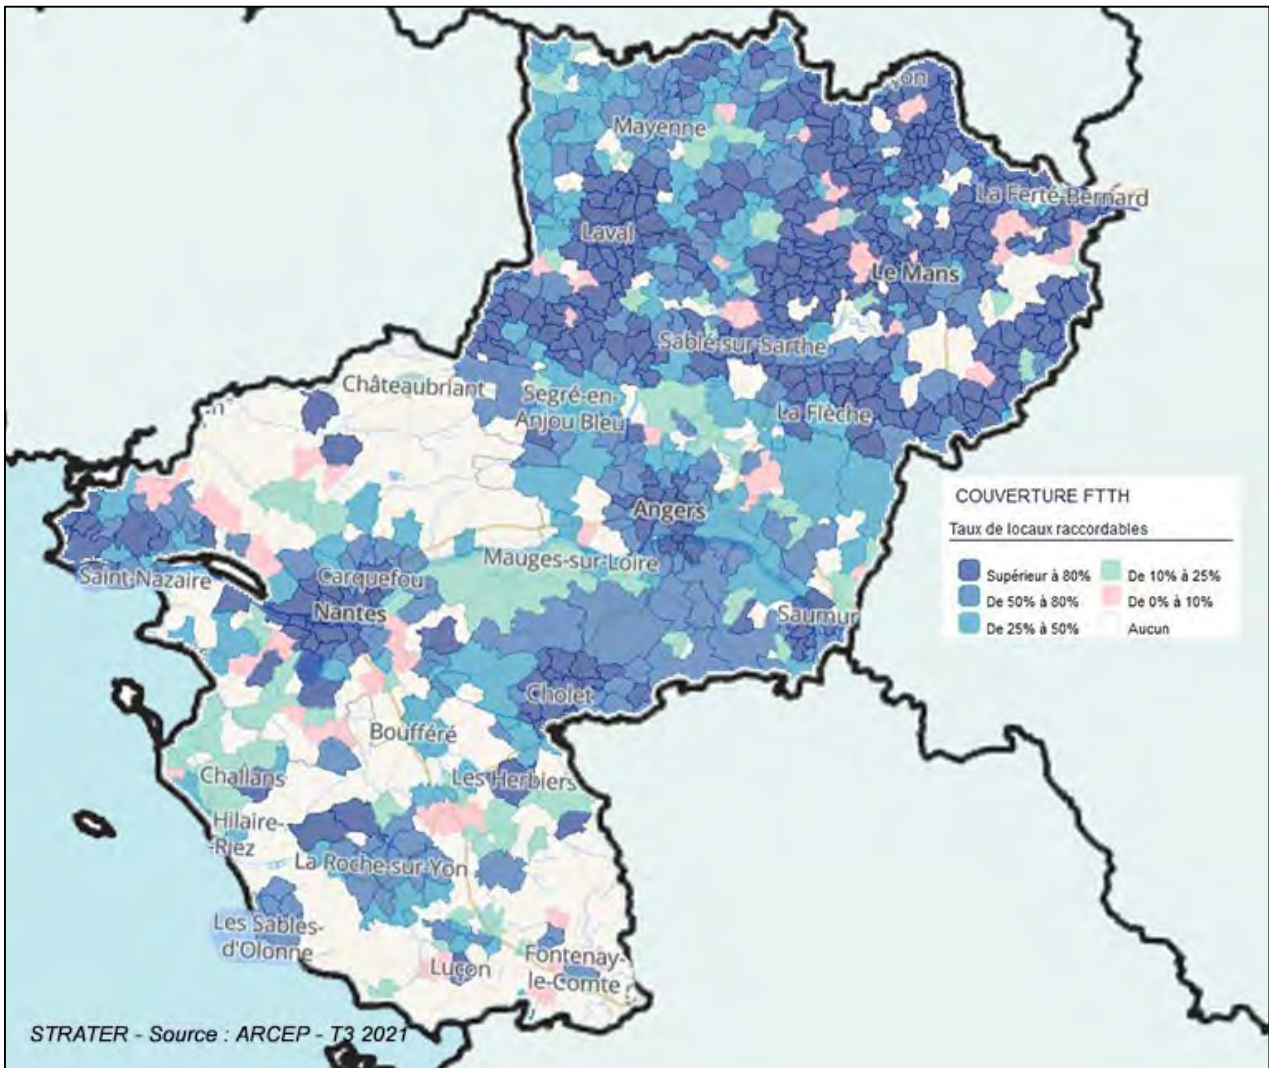 on
Mayenne
La Ferté-Bernard
Laval
Le Mans
Sablé-sur-Sarthe
Châteaubriant
Segré-en-
Anjou Bleu
La Flèche
COUVERTURE FTTH
Taux de locaux raccordables
Supérieur à 80%
De 10% à 25%
De 50% à 80%
De 0% à 10%
De 25% à 50%
Aucun
Angers
Mauges-sur-Loire
Saint-Nazaire
Carquefou
Nantes
Saumur
Cholet
Boufféré
Challans
Les Herbiers
Hilaire-
-Riez
La Roche-sur-Yon
Les Sables-
d'Olonne
Luçon
Fontenay-
le-Comte
STRATER - Source : ARCEP - T3 2021